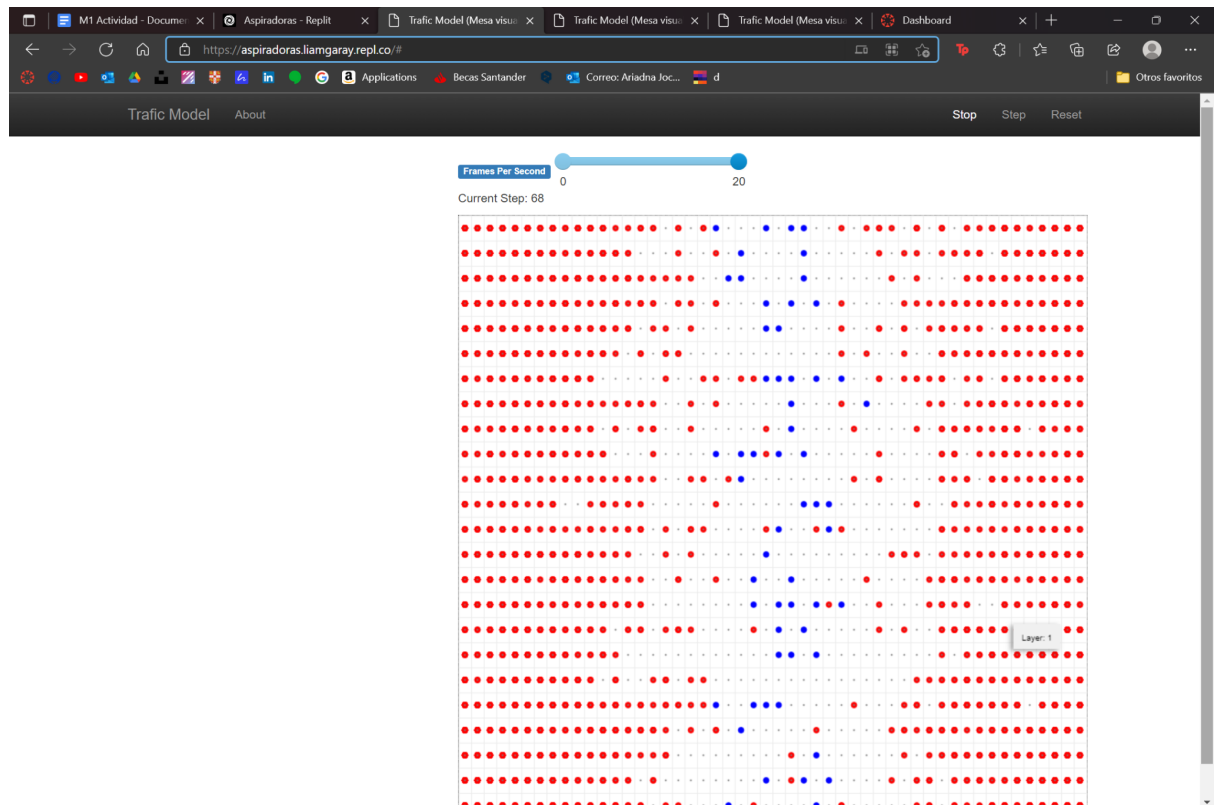 M1 Actividad - Documen
Aspiradoras - Replit
Trafic Model (Mesa visua
Trafic Model (Mesa visua
Trafic Model (Mesa visua
Dashboard
https://aspiradoras.liamgaray.repl.co/#
Applications
Becas Santander
Correo: Ariadna Joc...
d
Otros favoritos
Trafic Model
About
Stop
Step
Reset
Frames Per Second
0
20
Current Step: 68
Layer: 1